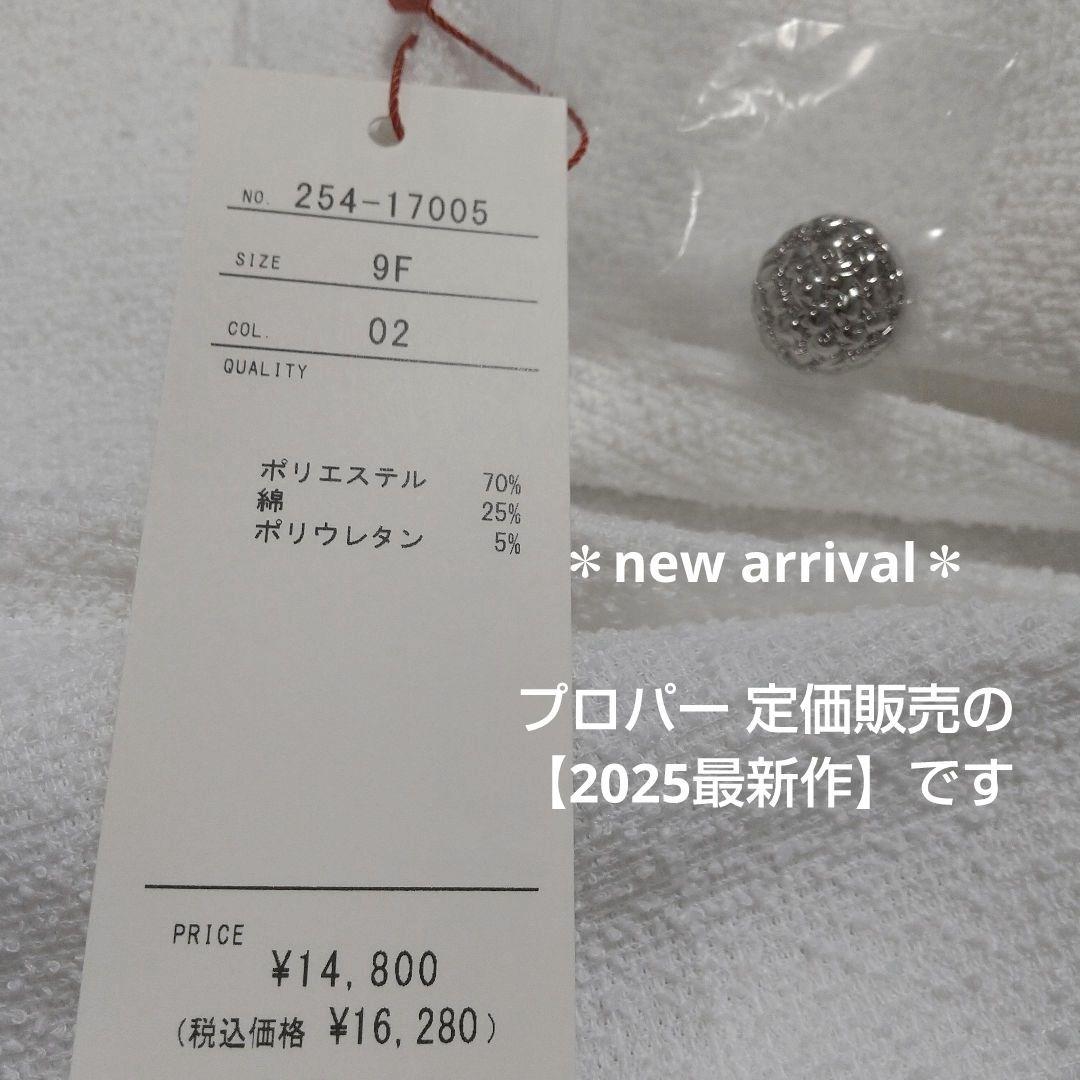 NO. 254-17005
SIZE 9F
COL. 02
QUALITY
ポリエステル 70%
綿 25%
ポリウレタン 5%
＊new arrival＊
プロパー 定価販売の
【2025最新作】です
PRICE
¥14,800
(税込価格 ¥16,280)